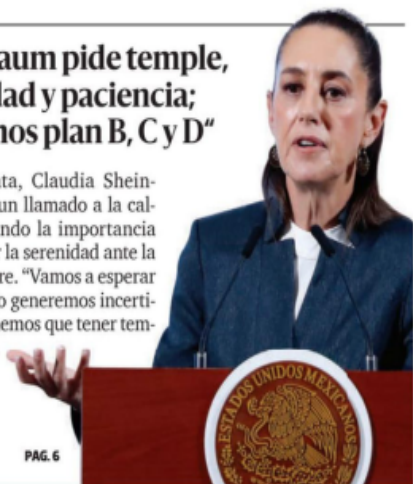 aum pide temple,
dad y paciencia;
nos plan B, C y D“
ta, Claudia Shein-
un llamado a la cal-
ndo la importancia
la serenidad ante la
re. “Vamos a esperar
o generemos incerti-
emos que tener tem-
ESTADOS UNIDOS MEXICANOS
PAG. 6